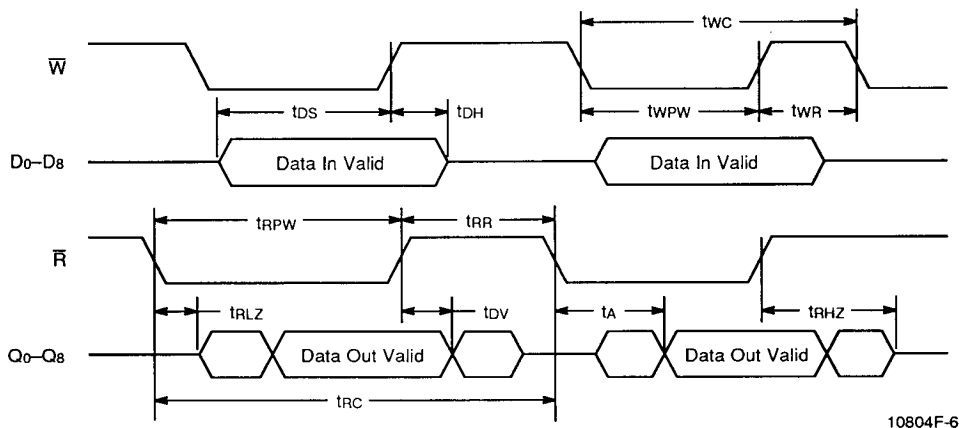 tWC
W
tDS
tDH
tWPW
tWR
D0–D8
Data In Valid
Data In Valid
tRPW
tRR
R
tRLZ
tDV
tA
tRHZ
Q0–Q8
Data Out Valid
Data Out Valid
tRC
10804F-6